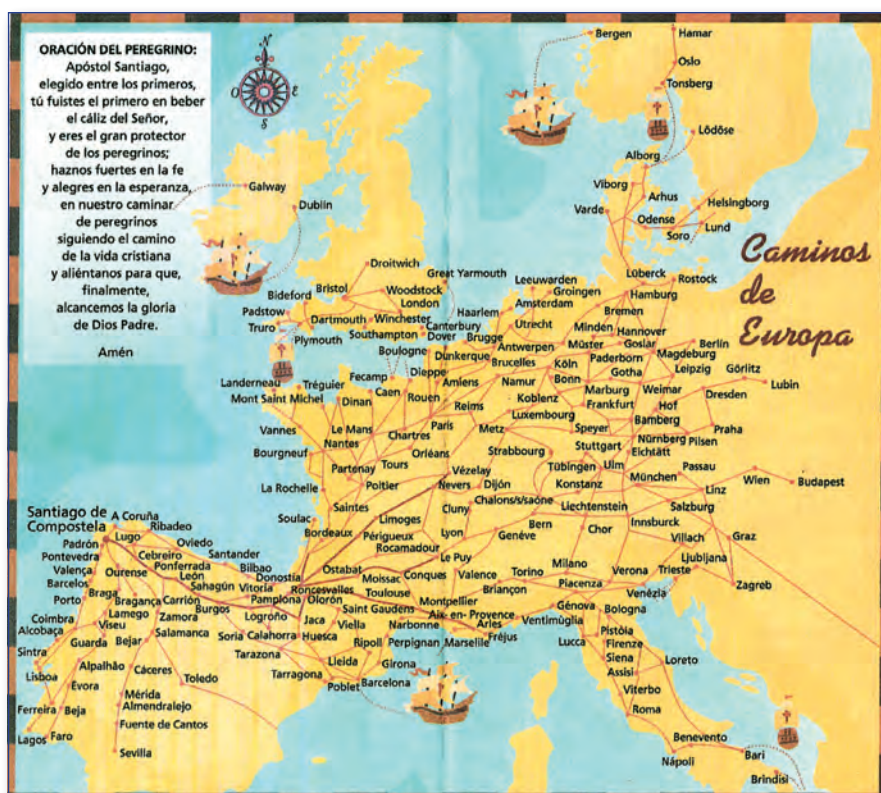 ORACIÓN DEL PEREGRINO:
Apóstol Santiago,
elegido entre los primeros,
tú fuistes el primero en beber
el cáliz del Señor,
y eres el gran protector
de los peregrinos;
haznos fuertes en la fe
y alegres en la esperanza,
en nuestro caminar
de peregrinos
siguiendo el camino
de la vida cristiana
y aliéntanos para que,
finalmente,
alcancemos la gloria
de Dios Padre.
Amén
N
O
E
S
Caminos
de
Europa
Bergen
Hamar
Oslo
Tonsberg
Lödöse
Alborg
Viborg
Arhus
Varde
Odense
Helsingborg
Soro
Lund
Galway
Dublin
Droitwich
Great Yarmouth
Bristol
Woodstock
London
Bideford
Padstow
Dartmouth
Winchester
Truro
Plymouth
Southampton
Canterbury
Dover
Leeuwarden
Groingen
Haarlem
Amsterdam
Utrecht
Lüberck
Rostock
Hamburg
Bremen
Minden
Hannover
Berlin
Brugge
Antwerpen
Müster
Goslar
Magdeburg
Boulogne
Dunkerque
Brucelles
Köln
Paderborn
Gotha
Leipzig
Görlitz
Landerneau
Tréguier
Fecamp
Dieppe
Amiens
Namur
Bonn
Marburg
Weimar
Dresden
Lubin
Mont Saint Michel
Dinan
Caen
Rouen
Reims
Koblenz
Luxembourg
Frankfurt
Hof
Bamberg
Praha
Vannes
Le Mans
Chartres
París
Metz
Speyer
Nürnberg
Pilsen
Bourgneuf
Nantes
Orléans
Strabbourg
Stuttgart
Eichtätt
Partenay
Tours
Vézelay
Tübingen
Ulm
München
Passau
La Rochelle
Poitier
Nevers
Dijón
Konstanz
Linz
Wien
Budapest
Saintes
Cluny
Chalons/s/saône
Liechtenstein
Salzburg
Soulac
Limoges
Bern
Innsburck
Santiago de
Compostela
A Coruña
Ribadeo
Bordeaux
Périgueux
Lyon
Genéve
Chor
Villach
Graz
Padrón
Lugo
Oviedo
Rocamadour
Le Puy
Pontevedra
Cebreiro
Santander
Milano
Ljubljana
Valença
Ourense
Ponferrada
Bilbao
Ostabat
Moissac
Conques
Valence
Torino
Verona
Trieste
Barcelos
León
Donostia
Roncesvalles
Toulouse
Briançon
Piacenza
Zagreb
Porto
Braga
Sahagún
Vitoria
Pamplona
Olorón
Montpellier
Venézia
Bragança
Carrión
Burgos
Logroño
Saint Gaudens
Aix-en- Provence
Génova
Bologna
Coimbra
Lamego
Zamora
Jaca
Viella
Narbonne
Arles
Ventimùglia
Alcobaça
Viseu
Salamanca
Soria
Calahorra
Huesca
Ripoll
Perpignan
Marselile
Fréjus
Pistòia
Sintra
Guarda
Bejar
Tarazona
Lucca
Firenze
Lisboa
Alpalhão
Cáceres
Toledo
Lleida
Girona
Siena
Loreto
Evora
Tarragona
Poblet
Barcelona
Assisi
Mérida
Viterbo
Ferreira
Beja
Almendralejo
Roma
Lagos
Faro
Fuente de Cantos
Benevento
Sevilla
Nápoli
Bari
Brindisi